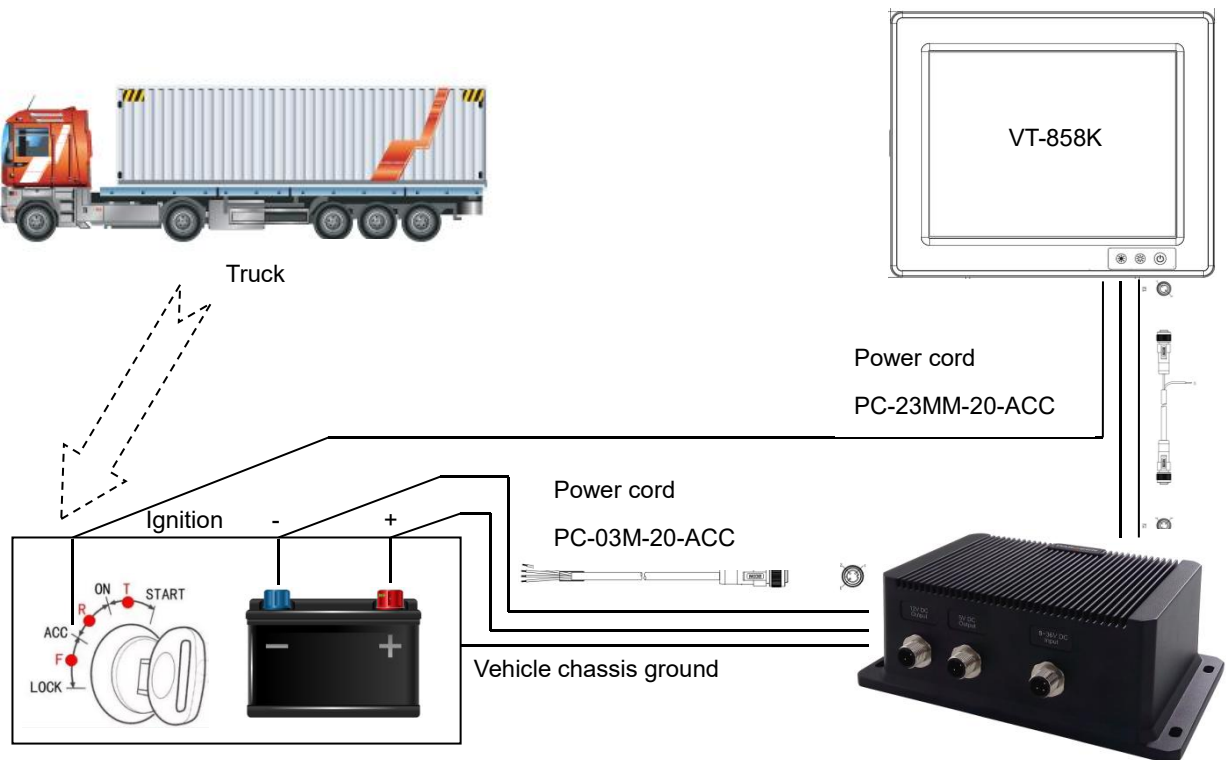 VT-858K
Truck
Power cord
PC-23MM-20-ACC
Power cord
PC-03M-20-ACC
Ignition - +
ON T START
R
ACC
F
LOCK
12V DC
Output
5V DC
Output
9~36V DC
Input
Vehicle chassis ground